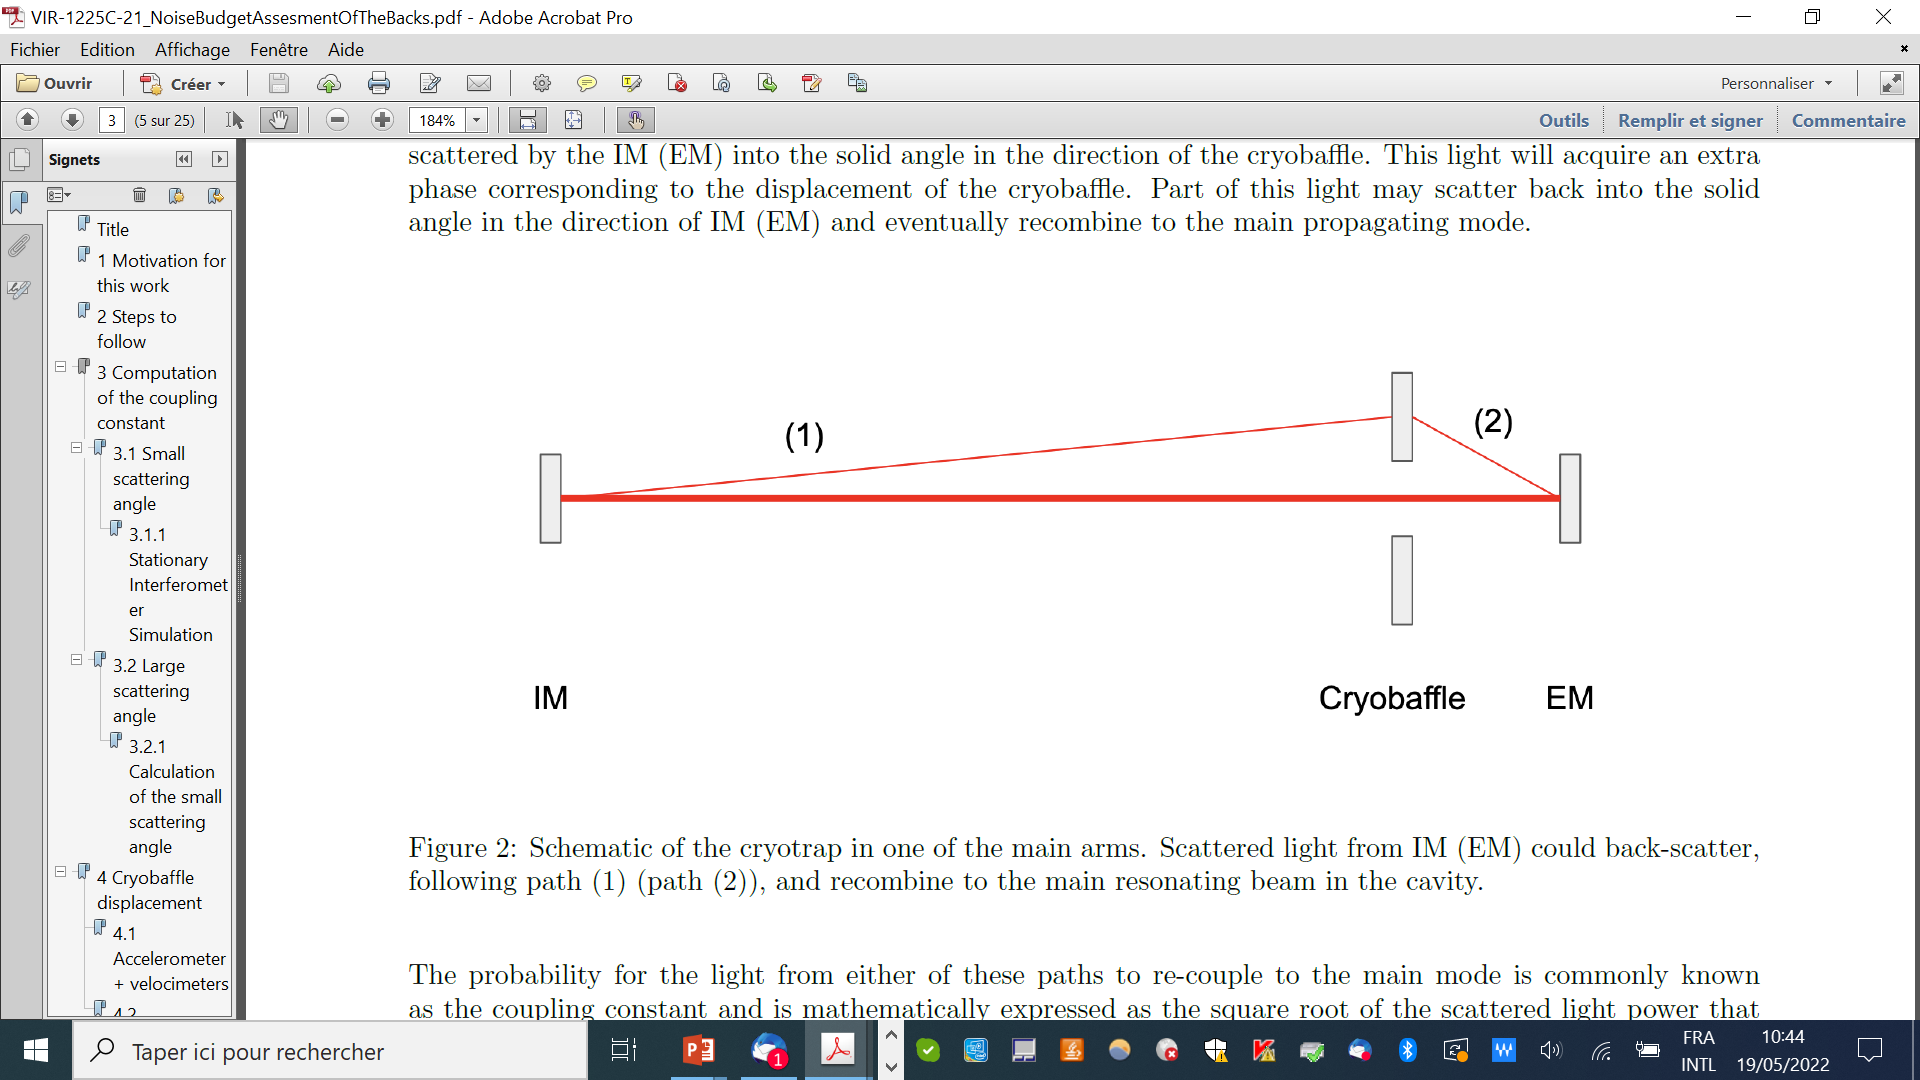 VIR-1225C-21_NoiseBudgetAssesmentOfTheBacks.pdf - Adobe Acrobat Pro
Fichier Edition Affichage Fenêtre Aide
Ouvrir Créer Personnaliser
3 (5 sur 25) 184% Outils Remplir et signer Commentaire
Signets
Title
1 Motivation for
this work
2 Steps to
follow
3 Computation
of the coupling
constant
3.1 Small
scattering
angle
3.1.1
Stationary
Interferomet
er
Simulation
3.2 Large
scattering
angle
3.2.1
Calculation
of the small
scattering
angle
4 Cryobaffle
displacement
4.1
Accelerometer
+ velocimeters
4.2
scattered by the IM (EM) into the solid angle in the direction of the cryobaffle. This light will acquire an extra
phase corresponding to the displacement of the cryobaffle. Part of this light may scatter back into the solid
angle in the direction of IM (EM) and eventually recombine to the main propagating mode.
(1)
(2)
IM Cryobaffle EM
Figure 2: Schematic of the cryotrap in one of the main arms. Scattered light from IM (EM) could back-scatter,
following path (1) (path (2)), and recombine to the main resonating beam in the cavity.
The probability for the light from either of these paths to re-couple to the main mode is commonly known
as the coupling constant and is mathematically expressed as the square root of the scattered light power that
Taper ici pour rechercher
1
FRA
INTL
10:44
19/05/2022